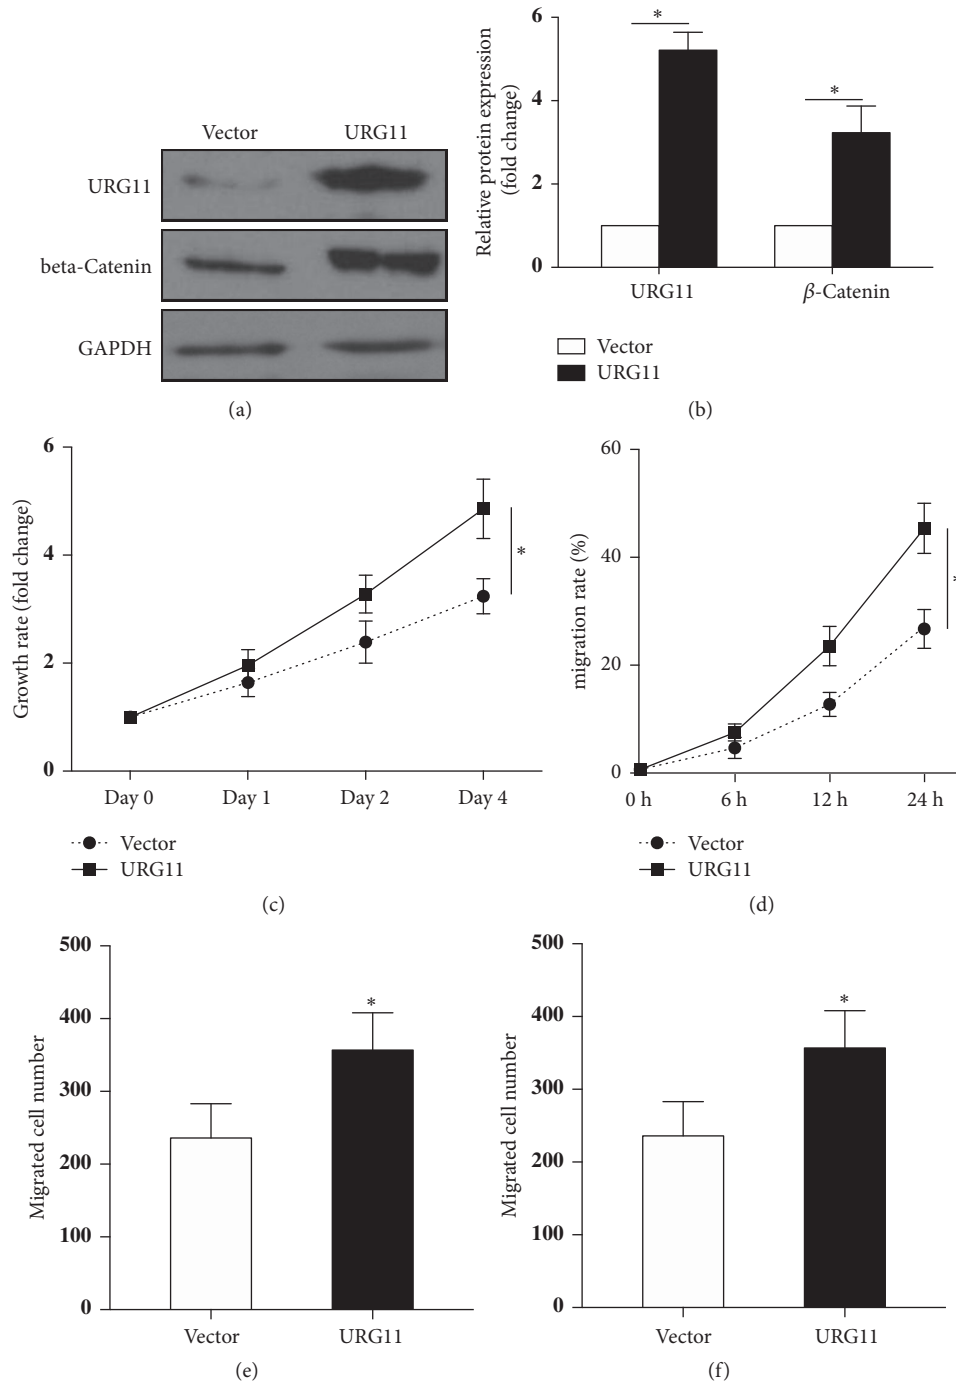 Vector URG11
URG11
beta-Catenin
GAPDH
(a)
Relative protein expression
(fold change)
6
4
2
0
*
*
URG11 β-Catenin
Vector
URG11
(b)
Growth rate (fold change)
6
4
2
0
*
Day 0 Day 1 Day 2 Day 4
Vector
URG11
(c)
migration rate (%)
60
40
20
0
*
0 h 6 h 12 h 24 h
Vector
URG11
(d)
Migrated cell number
500
400
300
200
100
0
*
Vector URG11
(e)
Migrated cell number
500
400
300
200
100
0
*
Vector URG11
(f)